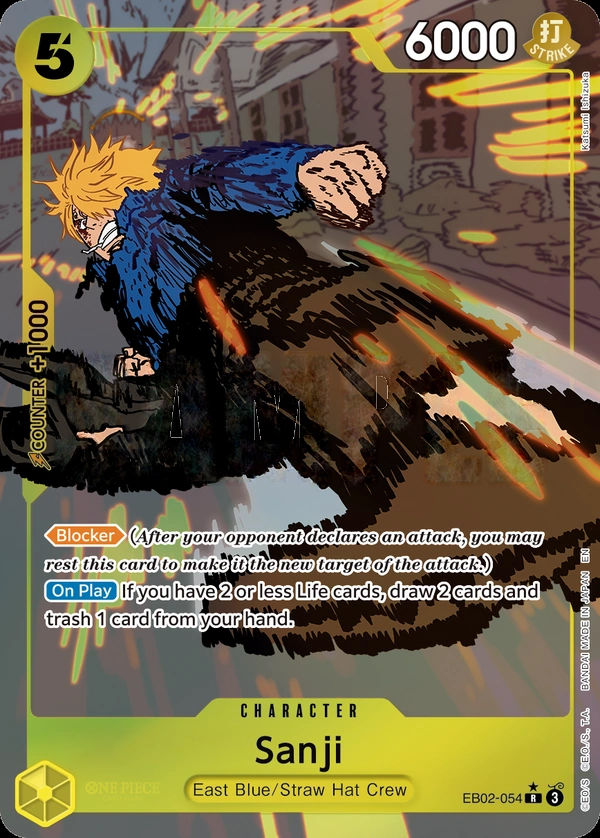 5
6000
打
STRIKE
Katsumi Ishizuka
COUNTER +1000
Blocker (After your opponent declares an attack, you may
rest this card to make it the new target of the attack.)
On Play If you have 2 or less Life cards, draw 2 cards and
trash 1 card from your hand.
CHARACTER
Sanji
East Blue/Straw Hat Crew
ONE PIECE
EB02-054 R 3
©E.O./S., T.A. BANDAI MADE IN JAPAN EN